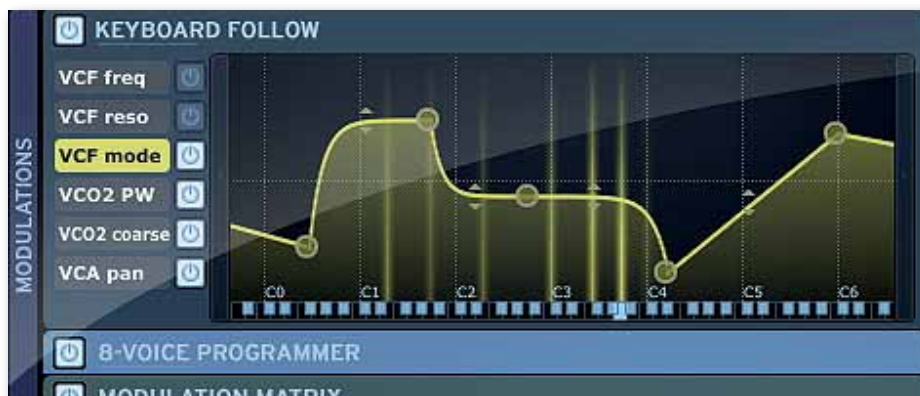 MODULATIONS
KEYBOARD FOLLOW
VCF freq
VCF reso
VCF mode
VCO2 PW
VCO2 coarse
VCA pan
C0 C1 C2 C3 C4 C5 C6
8-VOICE PROGRAMMER
MODULATION MATRIX